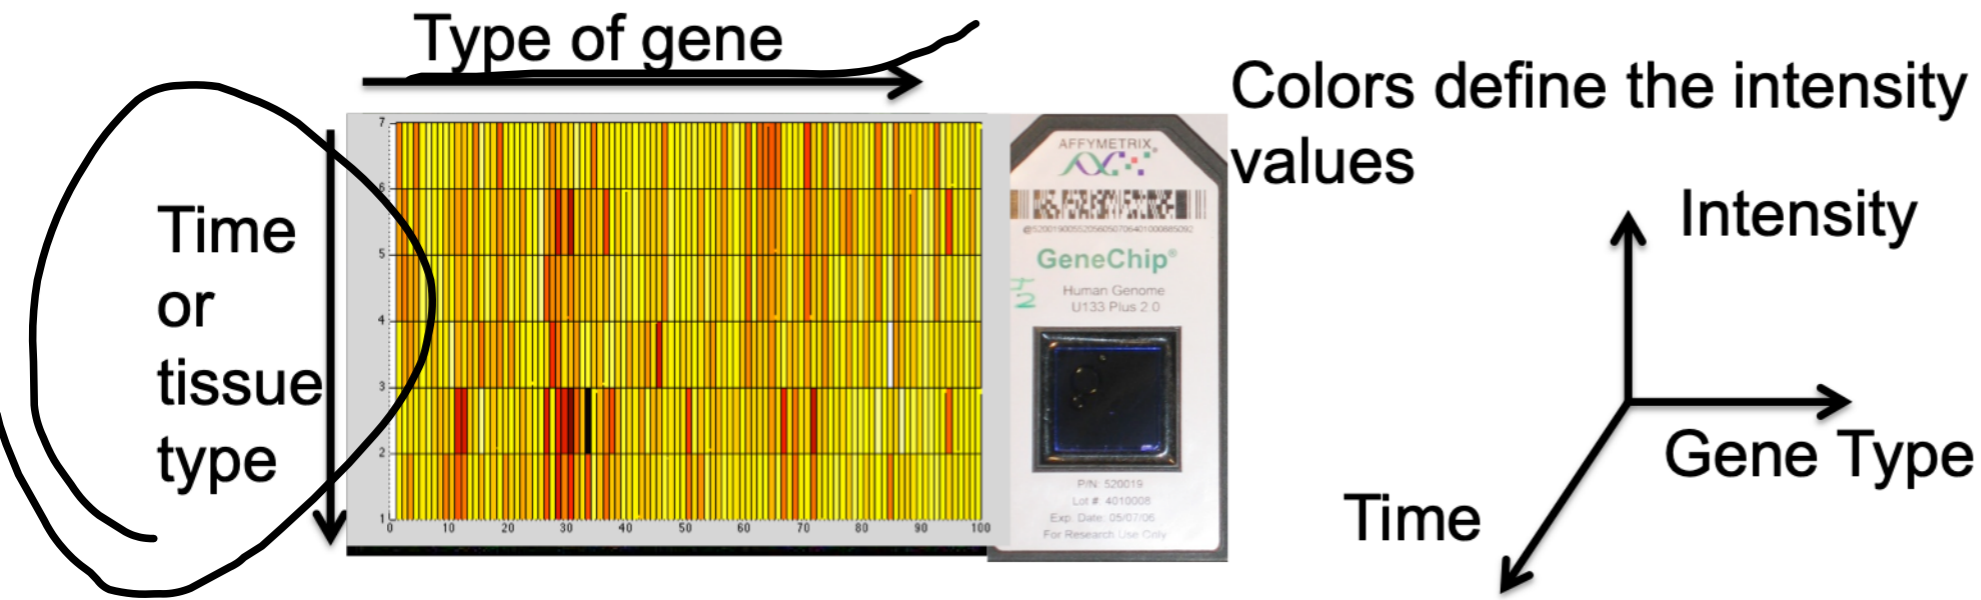 Type of gene
Time
or
tissue
type
7
6
5
4
3
2
1
0 10 20 30 40 50 60 70 80 90 100
AFFYMETRIX
GeneChip®
Human Genome
U133 Plus 2.0
P/N: 520019
Lot #: 4010008
Exp. Date: 05/07/06
For Research Use Only
Colors define the intensity
values
Intensity
Gene Type
Time